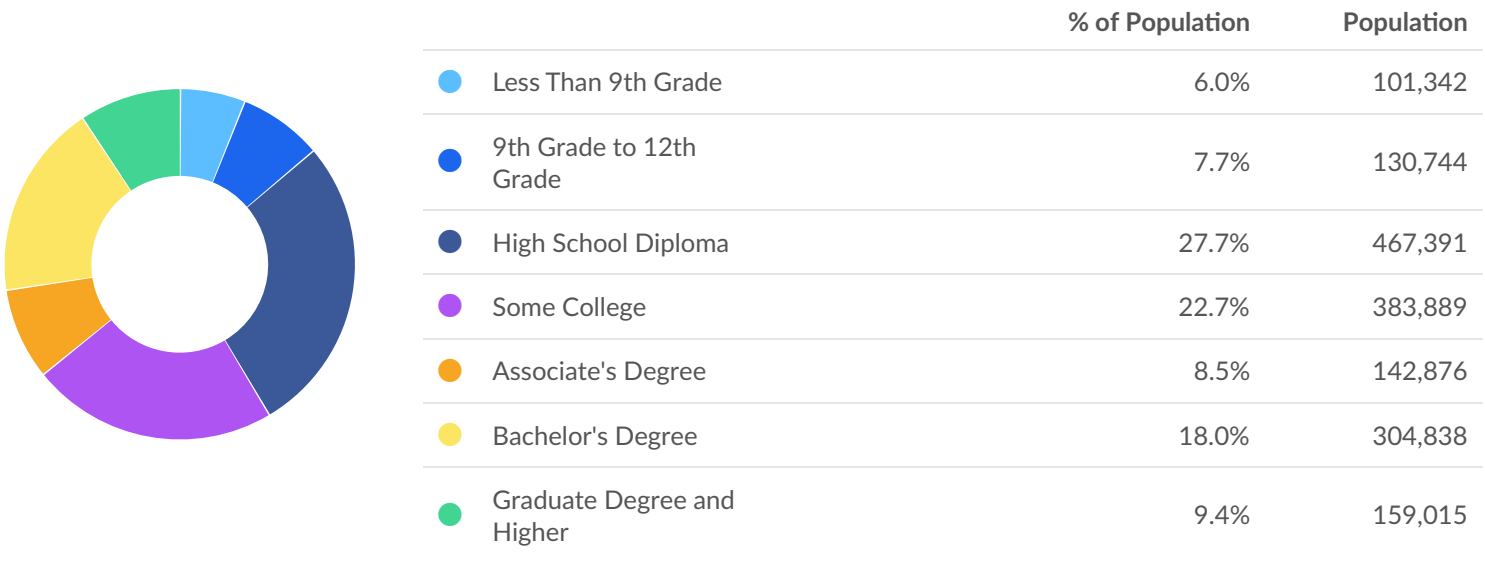 % of Population Population
Less Than 9th Grade 6.0% 101,342
9th Grade to 12th
Grade 7.7% 130,744
High School Diploma 27.7% 467,391
Some College 22.7% 383,889
Associate's Degree 8.5% 142,876
Bachelor's Degree 18.0% 304,838
Graduate Degree and
Higher 9.4% 159,015